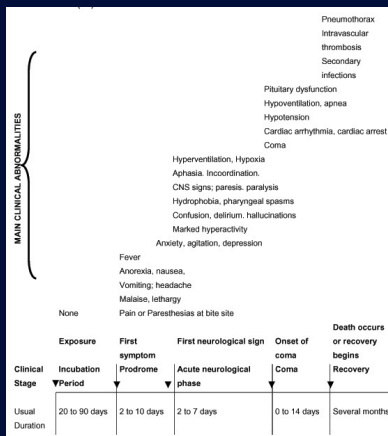 Pneumothorax
Intravascular
thrombosis
Secondary
infections
Pituitary dysfunction
Hypoventilation, apnea
Hypotension
Cardiac arrhythmia, cardiac arrest
Coma
Hyperventilation, Hypoxia
Aphasia. Incoordination.
CNS signs; paresis. paralysis
Hydrophobia, pharyngeal spasms
Confusion, delirium. hallucinations
Marked hyperactivity
Anxiety, agitation, depression
Fever
Anorexia, nausea,
Vomiting; headache
Malaise, lethargy
None Pain or Paresthesias at bite site
MAIN CLINICAL ABNORMALITIES
Death occurs
Exposure First First neurological sign Onset of or recovery
symptom coma begins
Clinical Incubation Prodrome Acute neurological Coma Recovery
Stage Period phase
Usual 20 to 90 days 2 to 10 days 2 to 7 days 0 to 14 days Several months
Duration